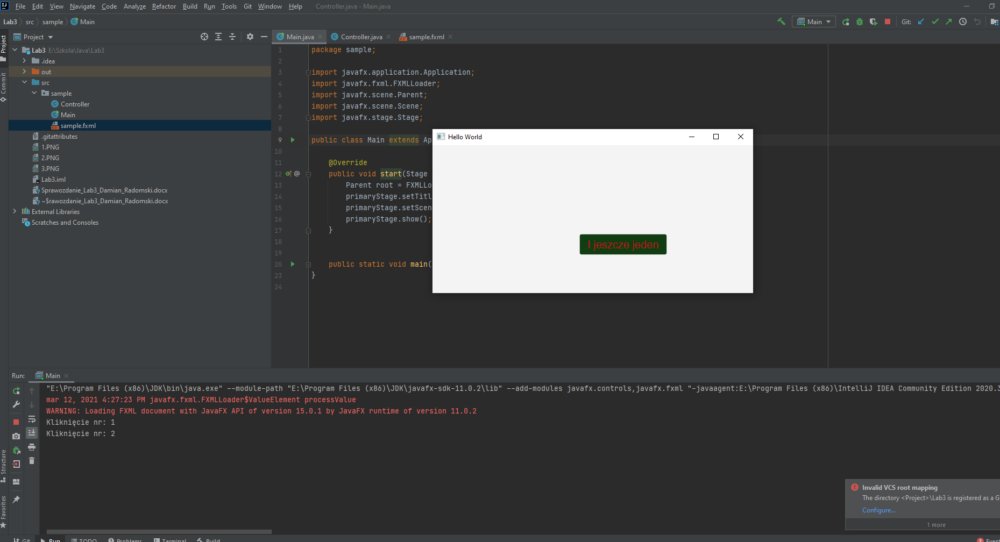 File Edit View Navigate Code Analyze Refactor Build Run Tools Git Window Help Controller.java - Main.java
Lab3 src sample Main
Main Git:
Project
Commit
Structure
Favorites
Project
Lab3 E:\Szkola\Java\Lab3
.idea
out
src
sample
Controller
Main
sample.fxml
.gitattributes
1.PNG
2.PNG
3.PNG
Lab3.iml
Sprawozdanie_Lab3_Damian_Radomski.docx
~$rawozdanie_Lab3_Damian_Radomski.docx
External Libraries
Scratches and Consoles
Main.java Controller.java sample.fxml
1 package sample;
2
3 import javafx.application.Application;
4 import javafx.fxml.FXMLLoader;
5 import javafx.scene.Parent;
6 import javafx.scene.Scene;
7 import javafx.stage.Stage;
8
9 public class Main extends Ap
10
11 @Override
12 @ public void start(Stage
13 Parent root = FXMLLo
14 primaryStage.setTitl
15 primaryStage.setScen
16 primaryStage.show();
17 }
18
19
20 public static void main(
23 }
24
Hello World
I jeszcze jeden
Run: Main
"E:\Program Files (x86)\JDK\bin\java.exe" --module-path "E:\Program Files (x86)\JDK\javafx-sdk-11.0.2\lib" --add-modules javafx.controls,javafx.fxml "-javaagent:E:\Program Files (x86)\IntelliJ IDEA Community Edition 2020.3
mar 12, 2021 4:27:23 PM javafx.fxml.FXMLLoader$ValueElement processValue
WARNING: Loading FXML document with JavaFX API of version 15.0.1 by JavaFX runtime of version 11.0.2
Kliknięcie nr: 1
Kliknięcie nr: 2
Invalid VCS root mapping
The directory <Project>\Lab3 is registered as a G
Configure...
1 more
Git Run TODO Problems Terminal Build 2 Event